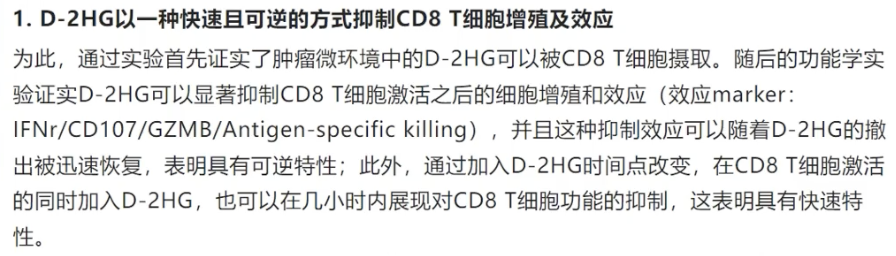 1. D-2HG以一种快速且可逆的方式抑制CD8 T细胞增殖及效应
为此，通过实验首先证实了肿瘤微环境中的D-2HG可以被CD8 T细胞摄取。随后的功能学实
验证实D-2HG可以显著抑制CD8 T细胞激活之后的细胞增殖和效应（效应marker：
IFNr/CD107/GZMB/Antigen-specific killing），并且这种抑制效应可以随着D-2HG的撤
出被迅速恢复，表明具有可逆特性；此外，通过加入D-2HG时间点改变，在CD8 T细胞激活
的同时加入D-2HG，也可以在几小时内展现对CD8 T细胞功能的抑制，这表明具有快速特
性。